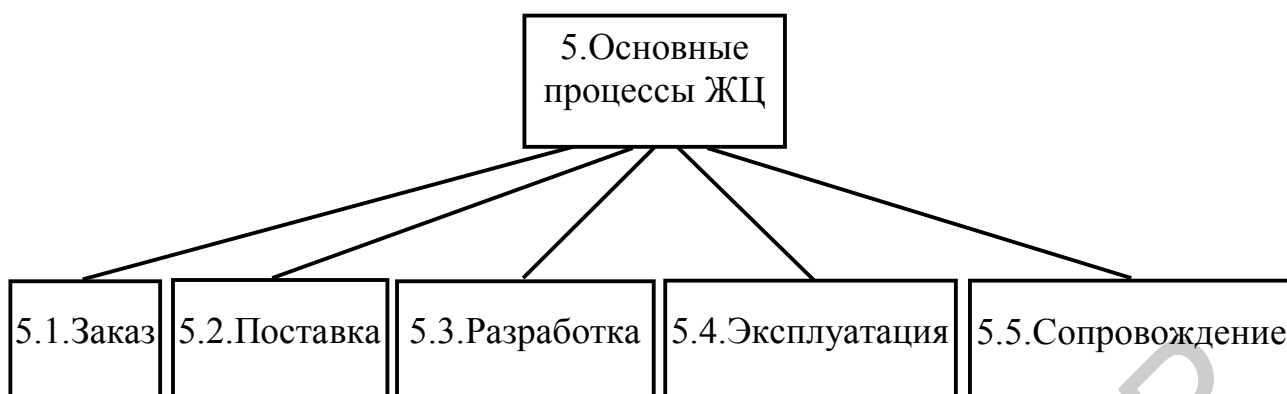 5.Основные
процессы ЖЦ
5.1.Заказ
5.2.Поставка
5.3.Разработка
5.4.Эксплуатация
5.5.Сопровождение